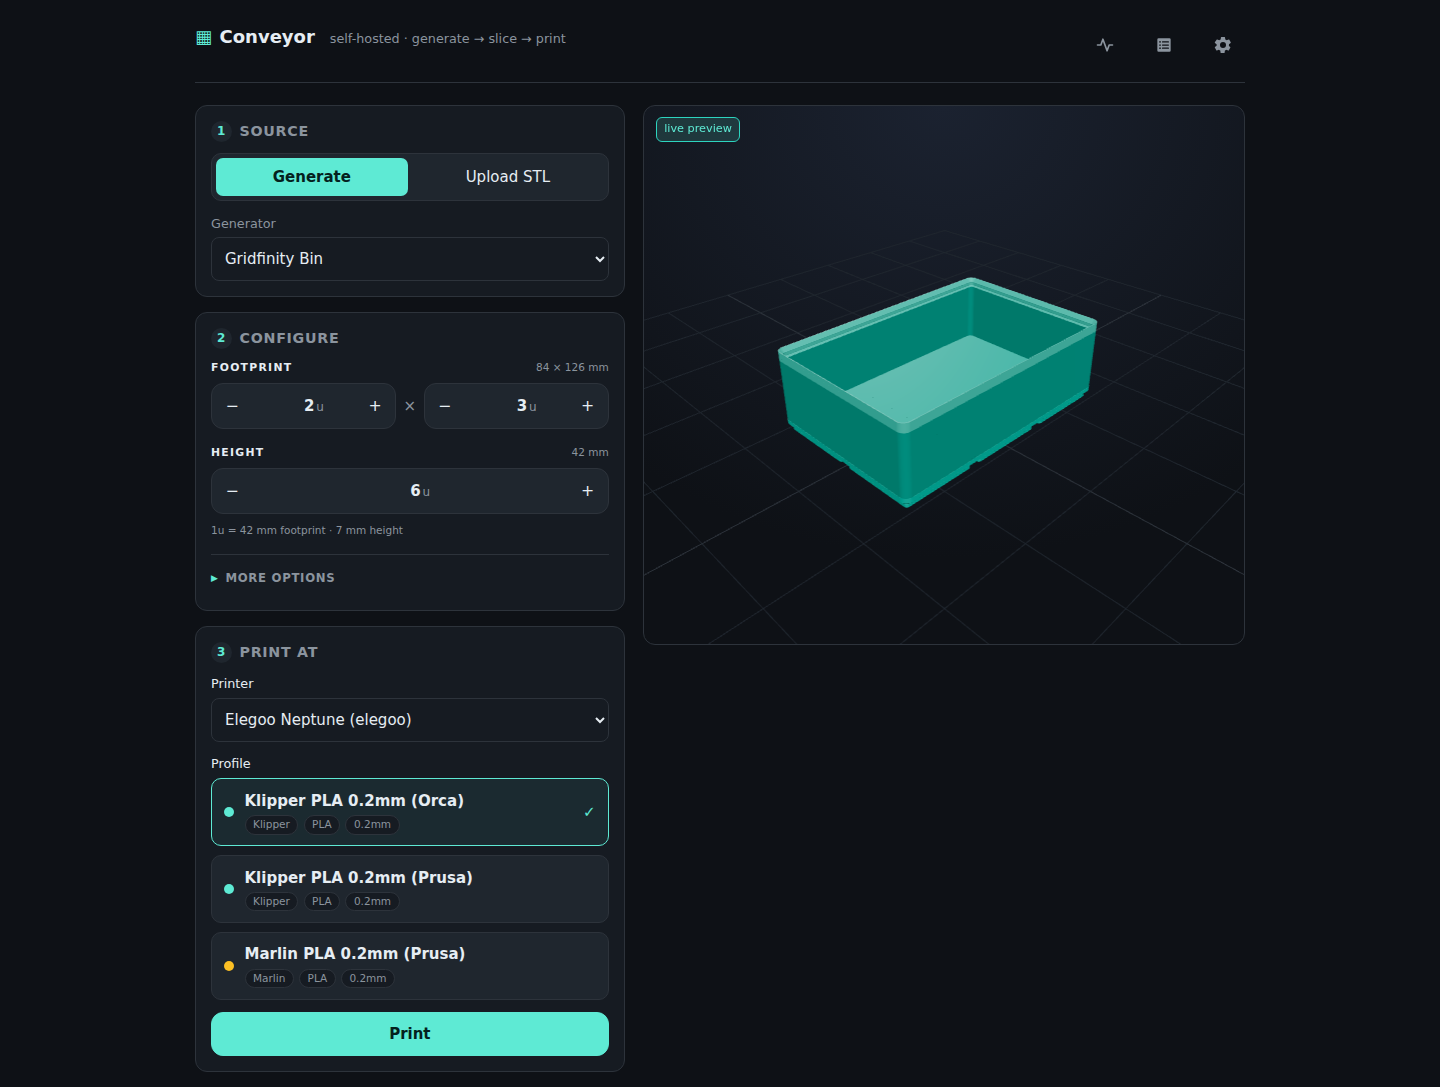 ▦ Conveyor self-hosted · generate → slice → print
1 SOURCE
Generate Upload STL
Generator
Gridfinity Bin
2 CONFIGURE
FOOTPRINT 84 × 126 mm
− 2 u + × − 3 u +
HEIGHT 42 mm
− 6 u +
1u = 42 mm footprint · 7 mm height
▸ MORE OPTIONS
3 PRINT AT
Printer
Elegoo Neptune (elegoo)
Profile
Klipper PLA 0.2mm (Orca) ✓
Klipper PLA 0.2mm
Klipper PLA 0.2mm (Prusa)
Klipper PLA 0.2mm
Marlin PLA 0.2mm (Prusa)
Marlin PLA 0.2mm
Print
live preview